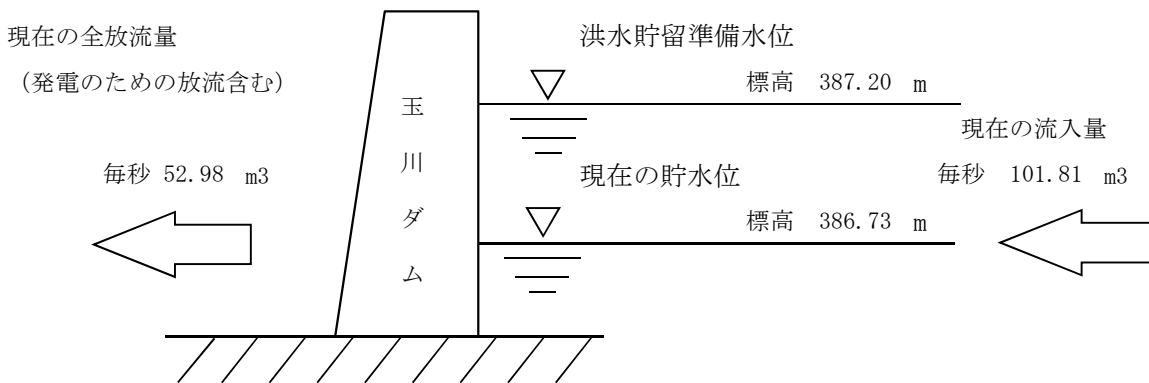 現在の全放流量
(発電のための放流含む)
毎秒 52.98 m3
玉川ダム
洪水貯留準備水位
標高 387.20 m
現在の貯水位
標高 386.73 m
現在の流入量
毎秒 101.81 m3